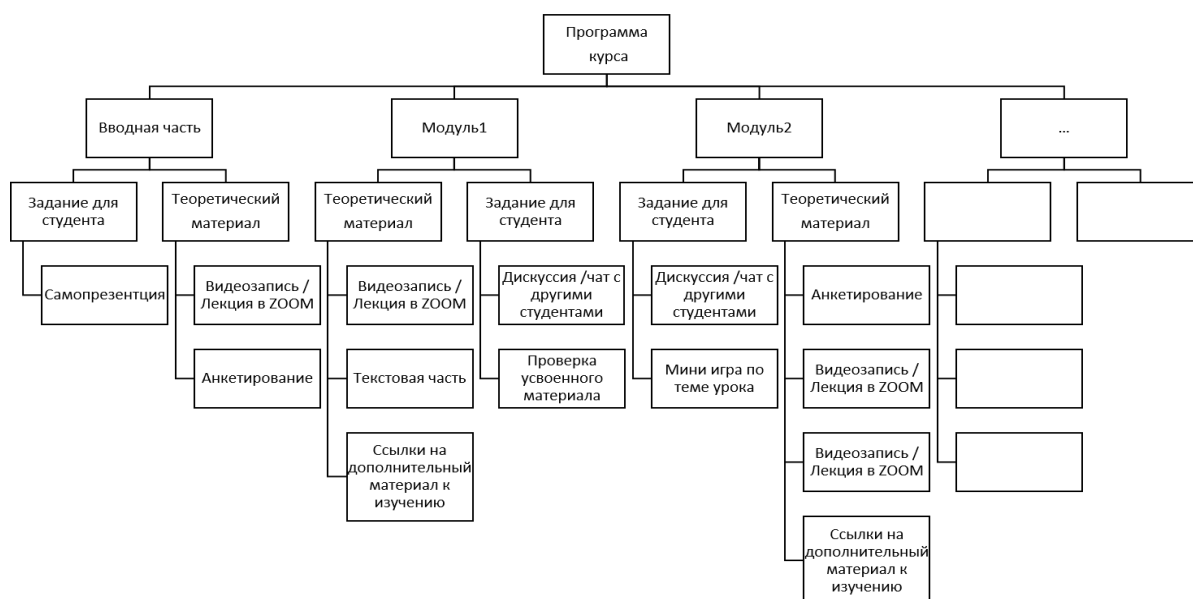 Программа
курса
Вводная часть
Модуль1
Модуль2
...
Задание для
студента
Теоретический
материал
Теоретический
материал
Задание для
студента
Задание для
студента
Теоретический
материал
Самопрезентция
Видеозапись /
Лекция в ZOOM
Видеозапись /
Лекция в ZOOM
Дискуссия /чат с
другими
студентами
Дискуссия /чат с
другими
студентами
Анкетирование
Анкетирование
Текстовая часть
Проверка
усвоенного
материала
Мини игра по
теме урока
Видеозапись /
Лекция в ZOOM
Ссылки на
дополнительный
материал к
изучению
Видеозапись /
Лекция в ZOOM
Ссылки на
дополнительный
материал к
изучению